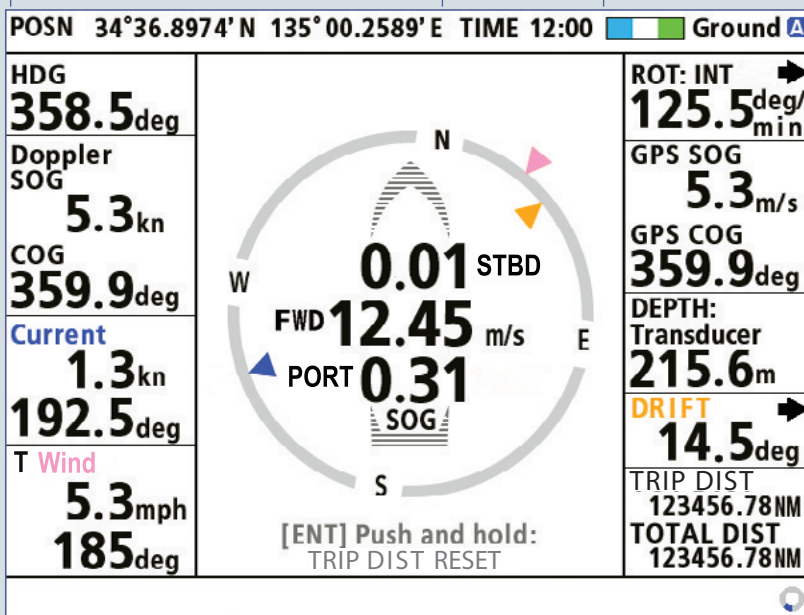 POSN 34°36.8974'N 135°00.2589'E TIME 12:00 Ground A
HDG
358.5deg
Doppler
SOG
5.3kn
COG
359.9deg
Current
1.3kn
192.5deg
T Wind
5.3mph
185deg
N
W
E
S
0.01 STBD
FWD 12.45 m/s
PORT 0.31
SOG
[ENT] Push and hold:
TRIP DIST RESET
ROT: INT
125.5deg/
min
GPS SOG
5.3m/s
GPS COG
359.9deg
DEPTH:
Transducer
215.6m
DRIFT
14.5deg
TRIP DIST
123456.78NM
TOTAL DIST
123456.78NM